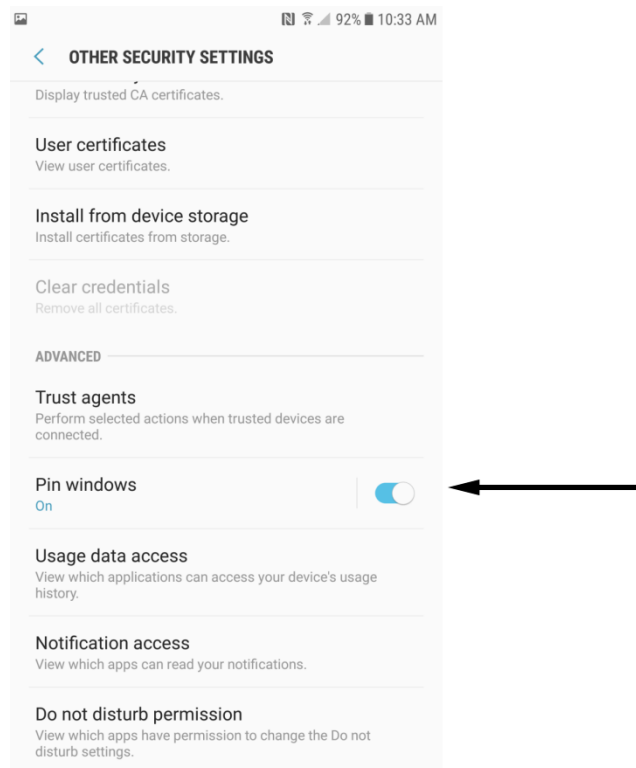 92% 10:33 AM
OTHER SECURITY SETTINGS
Display trusted CA certificates.
User certificates
View user certificates.
Install from device storage
Install certificates from storage.
Clear credentials
Remove all certificates.
ADVANCED
Trust agents
Perform selected actions when trusted devices are
connected.
Pin windows
On
Usage data access
View which applications can access your device's usage
history.
Notification access
View which apps can read your notifications.
Do not disturb permission
View which apps have permission to change the Do not
disturb settings.